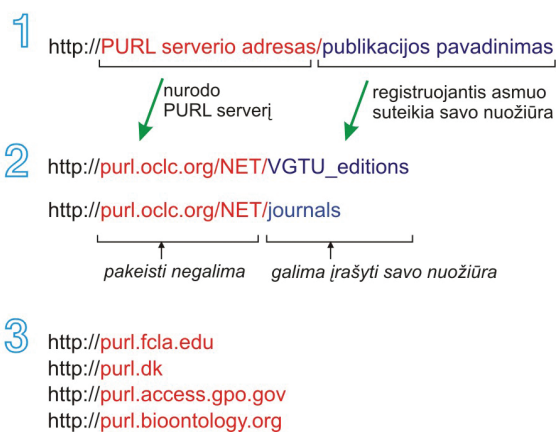 1
http://PURL serverio adresas/publikacijos pavadinimas
nurodo
PURL serverį
registruojantis asmuo
suteikia savo nuožiūra
2
http://purl.oclc.org/NET/VGTU_editions
http://purl.oclc.org/NET/journals
pakeisti negalima
galima įrašyti savo nuožiūra
3
http://purl.fcla.edu
http://purl.dk
http://purl.access.gpo.gov
http://purl.bioontology.org